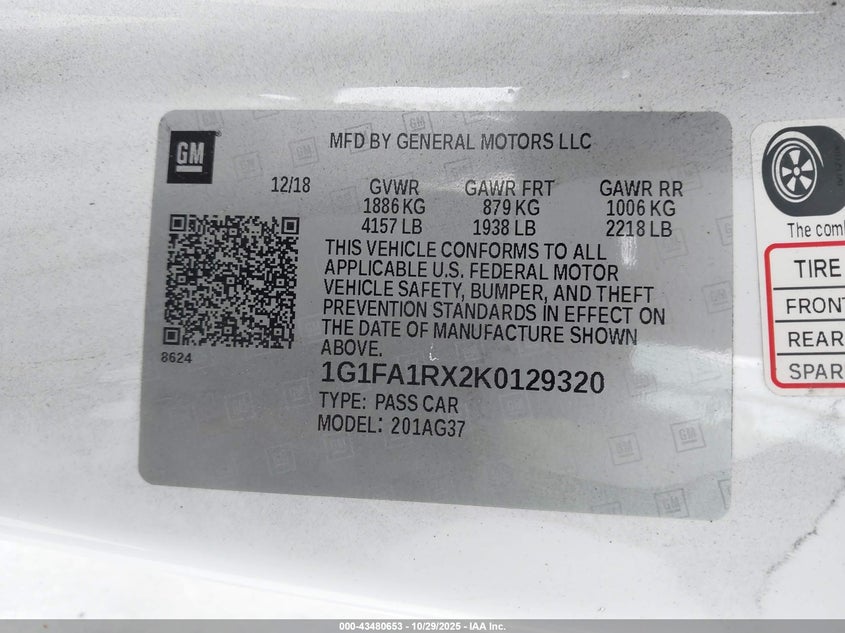 GM
MFD BY GENERAL MOTORS LLC
12/18
GVWR GAWR FRT GAWR RR
1886 KG 879 KG 1006 KG
4157 LB 1938 LB 2218 LB
THIS VEHICLE CONFORMS TO ALL
APPLICABLE U.S. FEDERAL MOTOR
VEHICLE SAFETY, BUMPER, AND THEFT
PREVENTION STANDARDS IN EFFECT ON
THE DATE OF MANUFACTURE SHOWN
ABOVE.
8624
1G1FA1RX2K0129320
TYPE: PASS CAR
MODEL: 201AG37
The com
TIRE
FRONT
REAR
SPAR
000-43480653 - 10/29/2025 - IAA Inc.